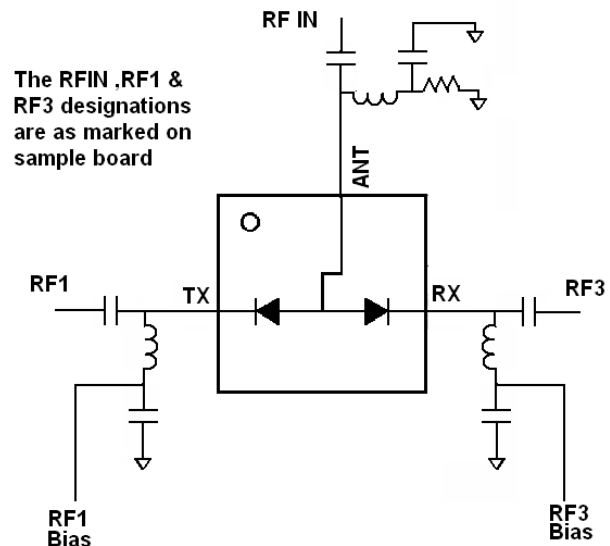 RF IN
The RFIN ,RF1 &
RF3 designations
are as marked on
sample board
ANT
RF1
TX
RX
RF3
RF1
Bias
RF3
Bias